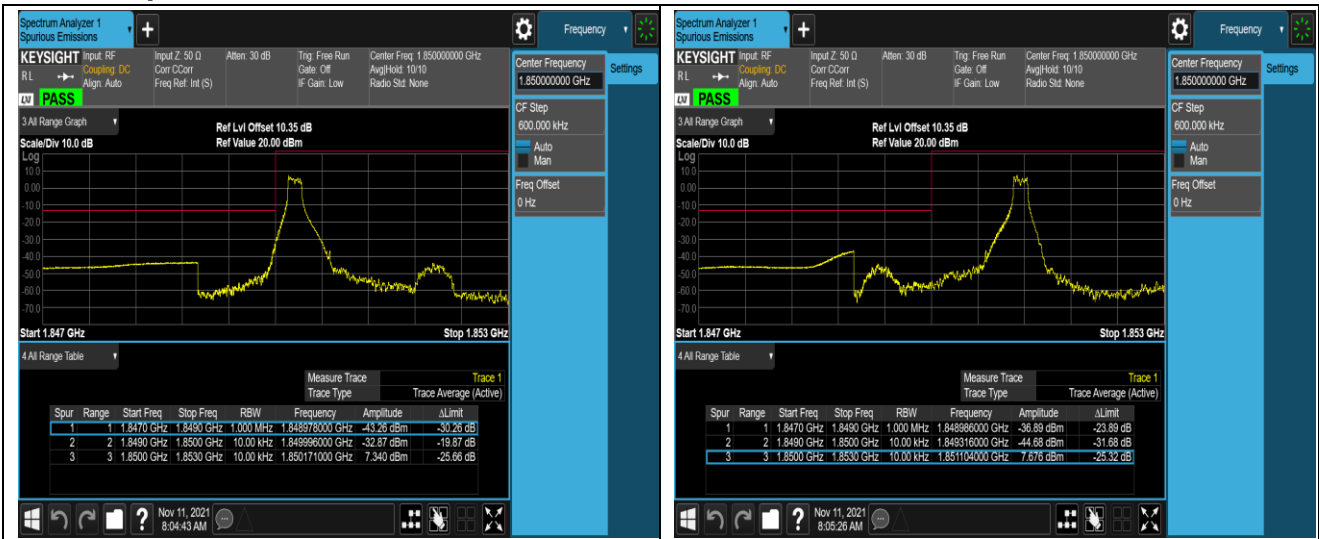 Spectrum Analyzer 1
Spurious Emissions
+
Frequency
KEYSIGHT Input: RF
Coupling: DC
Align: Auto
Input Z: 50 Ω
Corr CCorr
Freq Ref: Int (S)
Atten: 30 dB
Trig: Free Run
Gate: Off
IF Gain: Low
Center Freq: 1.850000000 GHz
Avg|Hold: 10/10
Radio Std: None
RL
LXI PASS
Center Frequency
1.850000000 GHz
Settings
CF Step
600.000 kHz
Auto
Man
Freq Offset
0 Hz
3 All Range Graph
Ref Lvl Offset 10.35 dB
Scale/Div 10.0 dB
Ref Value 20.00 dBm
Log
10.0
0.00
-10.0
-20.0
-30.0
-40.0
-50.0
-60.0
-70.0
Start 1.847 GHz
Stop 1.853 GHz
4 All Range Table
Measure Trace Trace 1
Trace Type Trace Average (Active)
Spur Range Start Freq Stop Freq RBW Frequency Amplitude ΔLimit
1 1 1.8470 GHz 1.8490 GHz 1.000 MHz 1.848978000 GHz -43.26 dBm -30.26 dB
2 2 1.8490 GHz 1.8500 GHz 10.00 kHz 1.849996000 GHz -32.87 dBm -19.87 dB
3 3 1.8500 GHz 1.8530 GHz 10.00 kHz 1.850171000 GHz 7.340 dBm -25.66 dB
?
Nov 11, 2021
8:04:43 AM
Spectrum Analyzer 1
Spurious Emissions
+
Frequency
KEYSIGHT Input: RF
Coupling: DC
Align: Auto
Input Z: 50 Ω
Corr CCorr
Freq Ref: Int (S)
Atten: 30 dB
Trig: Free Run
Gate: Off
IF Gain: Low
Center Freq: 1.850000000 GHz
Avg|Hold: 10/10
Radio Std: None
RL
LXI PASS
Center Frequency
1.850000000 GHz
Settings
CF Step
600.000 kHz
Auto
Man
Freq Offset
0 Hz
3 All Range Graph
Ref Lvl Offset 10.35 dB
Scale/Div 10.0 dB
Ref Value 20.00 dBm
Log
10.0
0.00
-10.0
-20.0
-30.0
-40.0
-50.0
-60.0
-70.0
Start 1.847 GHz
Stop 1.853 GHz
4 All Range Table
Measure Trace Trace 1
Trace Type Trace Average (Active)
Spur Range Start Freq Stop Freq RBW Frequency Amplitude ΔLimit
1 1 1.8470 GHz 1.8490 GHz 1.000 MHz 1.848986000 GHz -36.89 dBm -23.89 dB
2 2 1.8490 GHz 1.8500 GHz 10.00 kHz 1.849316000 GHz -44.68 dBm -31.68 dB
3 3 1.8500 GHz 1.8530 GHz 10.00 kHz 1.851104000 GHz 7.676 dBm -25.32 dB
?
Nov 11, 2021
8:05:26 AM